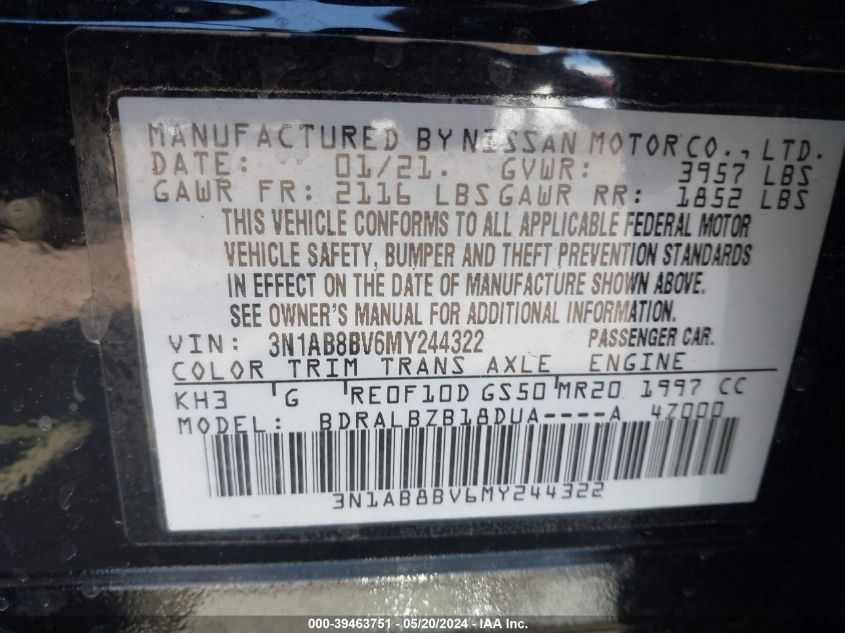 MANUFACTURED BY NISSAN MOTOR CO., LTD.
DATE: 01/21. GVWR: 3957 LBS
GAWR FR: 2116 LBS GAWR RR: 1852 LBS
THIS VEHICLE CONFORMS TO ALL APPLICABLE FEDERAL MOTOR
VEHICLE SAFETY, BUMPER AND THEFT PREVENTION STANDARDS
IN EFFECT ON THE DATE OF MANUFACTURE SHOWN ABOVE.
SEE OWNER'S MANUAL FOR ADDITIONAL INFORMATION.
VIN: 3N1AB8BV6MY244322 PASSENGER CAR.
COLOR TRIM TRANS AXLE ENGINE
KH3 G RE0F10D GS50 MR20 1997 CC
MODEL: BDRALBZB18DUA----A 4Z000
3N1AB8BV6MY244322
000-39463751 - 05/20/2024 - IAA Inc.